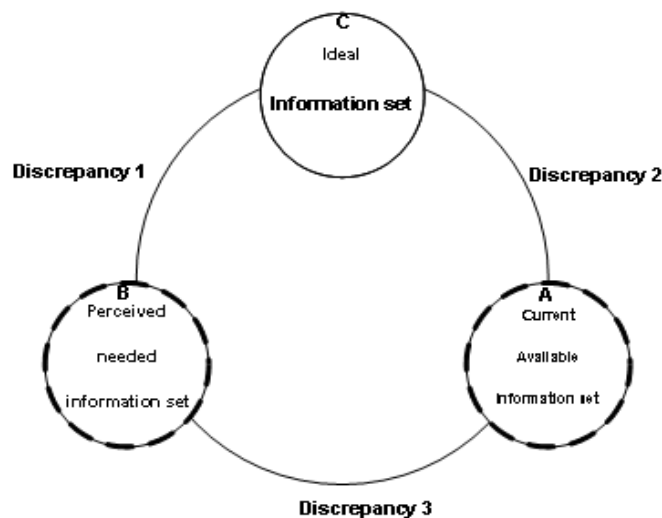 C
Ideal
Information set
Discrepancy 1
Discrepancy 2
B
Perceived
needed
information set
A
Current
Available
Information set
Discrepancy 3